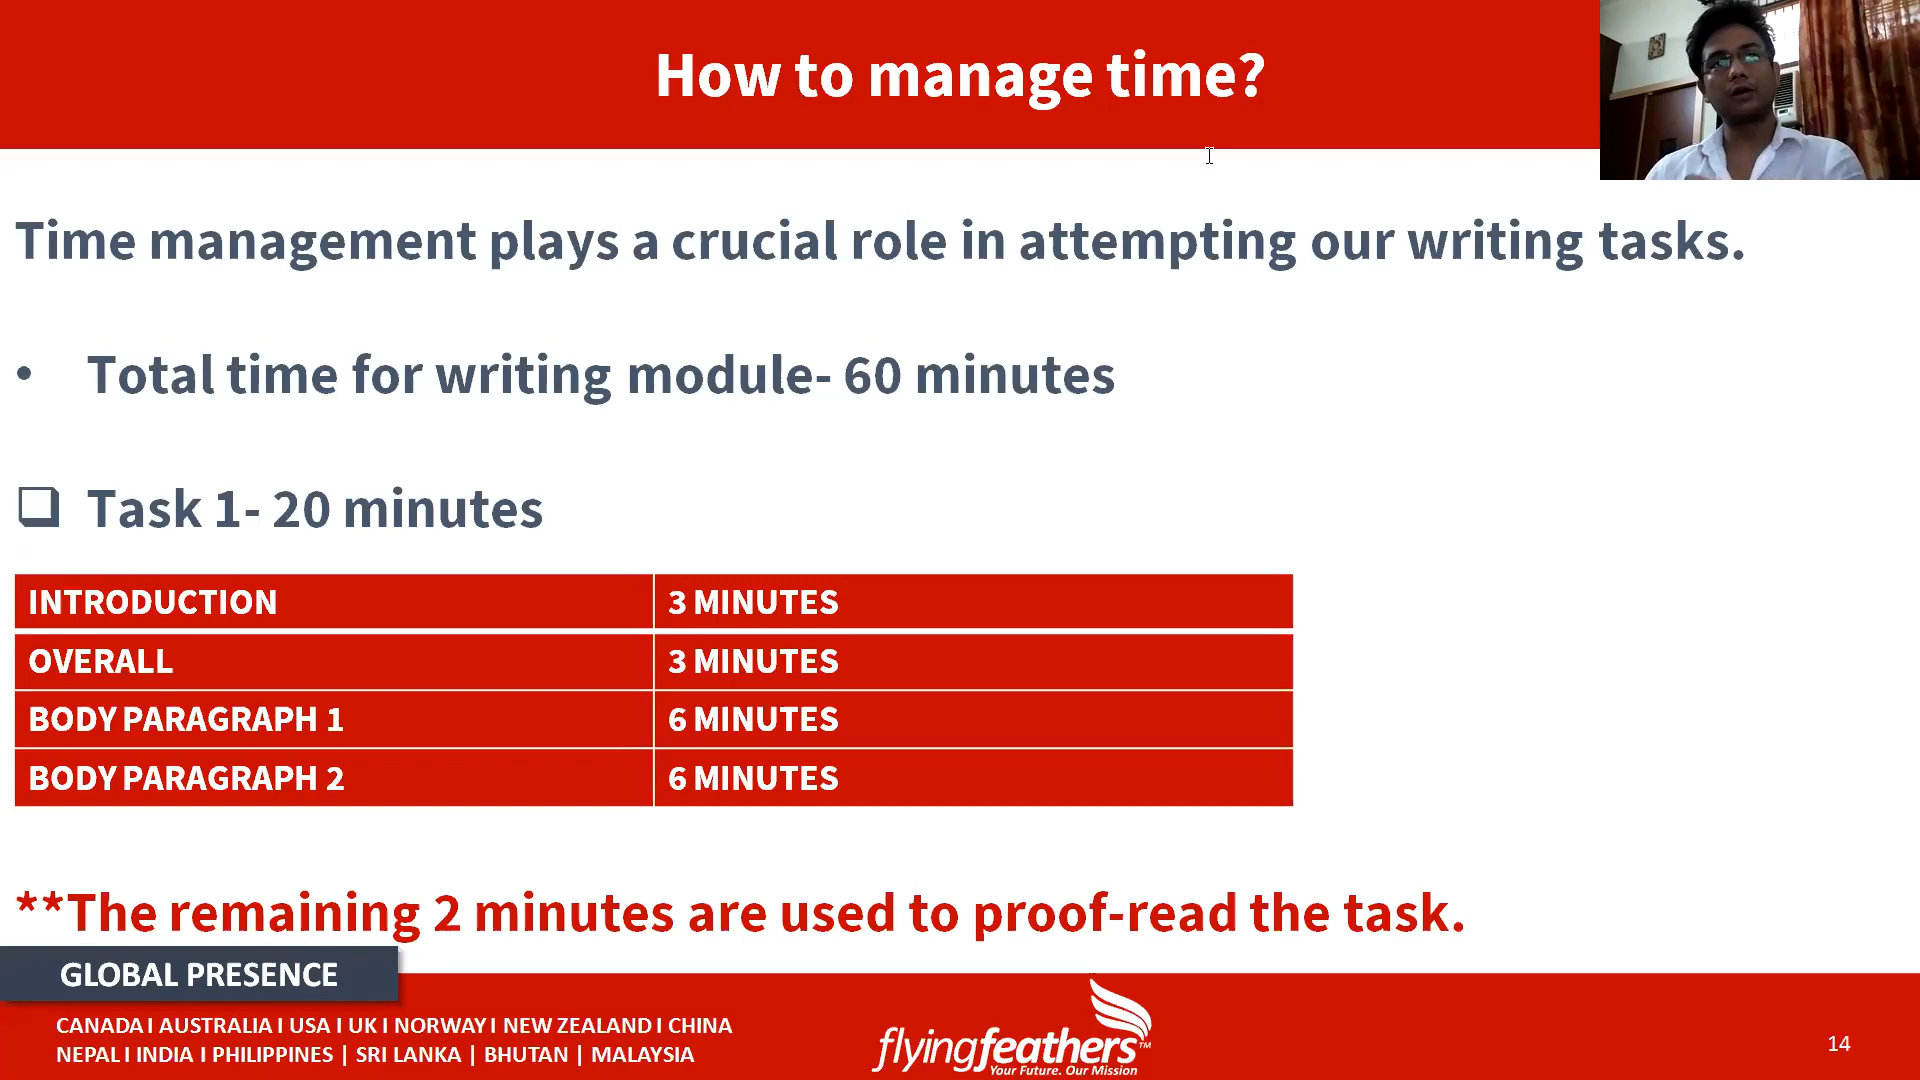 How to manage time?
Time management plays a crucial role in attempting our writing tasks.
• Total time for writing module- 60 minutes
❑ Task 1- 20 minutes
INTRODUCTION 3 MINUTES
OVERALL 3 MINUTES
BODY PARAGRAPH 1 6 MINUTES
BODY PARAGRAPH 2 6 MINUTES
**The remaining 2 minutes are used to proof-read the task.
GLOBAL PRESENCE
CANADA I AUSTRALIA I USA I UK I NORWAY I NEW ZEALAND I CHINA
NEPAL I INDIA I PHILIPPINES | SRI LANKA | BHUTAN | MALAYSIA
flyingfeathers™
Your Future. Our Mission
14